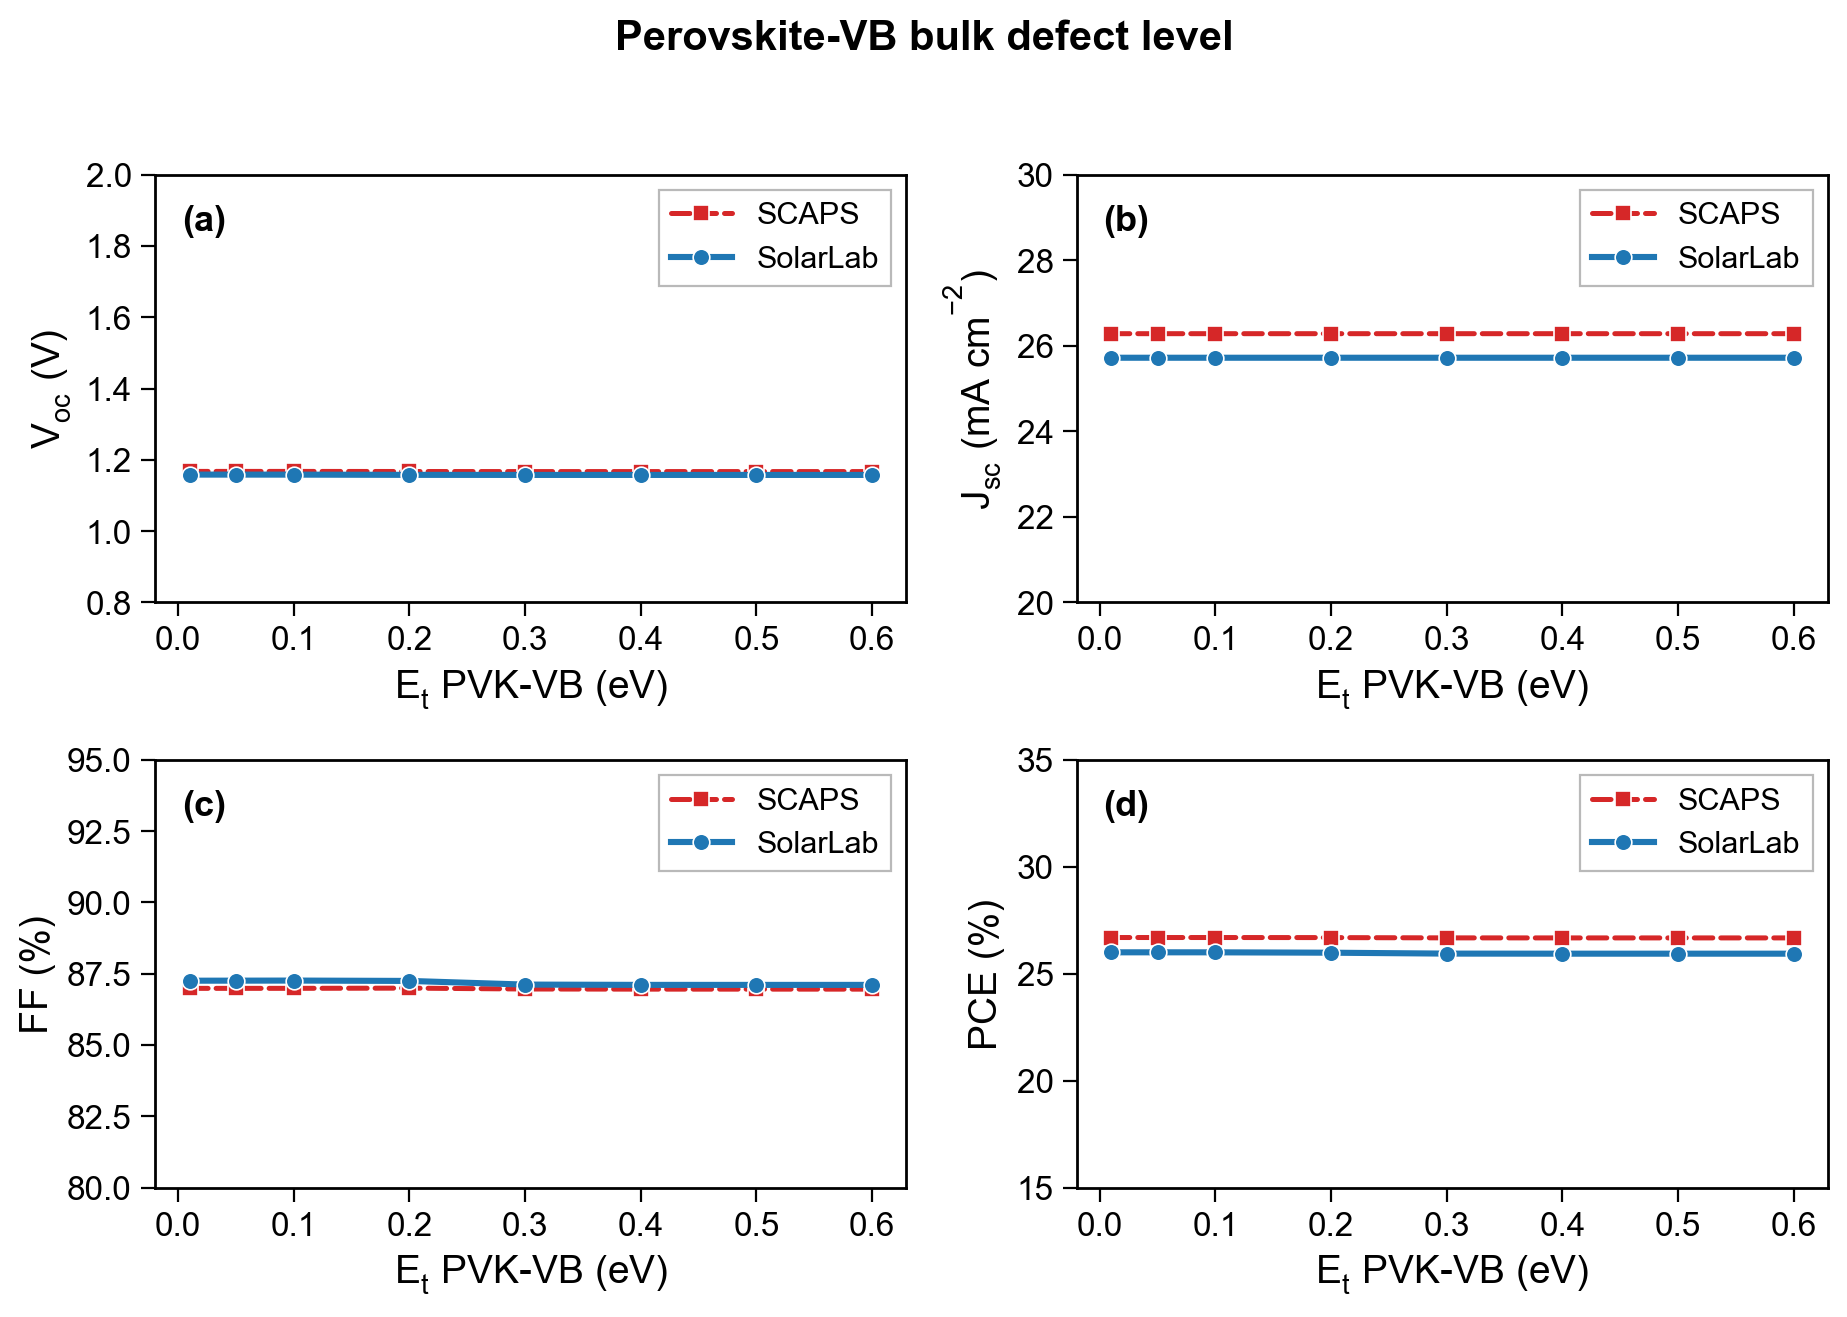 Perovskite-VB bulk defect level
(a)
SCAPS
SolarLab
2.0
1.8
1.6
1.4
1.2
1.0
0.8
V_oc (V)
0.0 0.1 0.2 0.3 0.4 0.5 0.6
E_t PVK-VB (eV)
(b)
SCAPS
SolarLab
30
28
26
24
22
20
J_sc (mA cm^−2)
0.0 0.1 0.2 0.3 0.4 0.5 0.6
E_t PVK-VB (eV)
(c)
SCAPS
SolarLab
95.0
92.5
90.0
87.5
85.0
82.5
80.0
FF (%)
0.0 0.1 0.2 0.3 0.4 0.5 0.6
E_t PVK-VB (eV)
(d)
SCAPS
SolarLab
35
30
25
20
15
PCE (%)
0.0 0.1 0.2 0.3 0.4 0.5 0.6
E_t PVK-VB (eV)